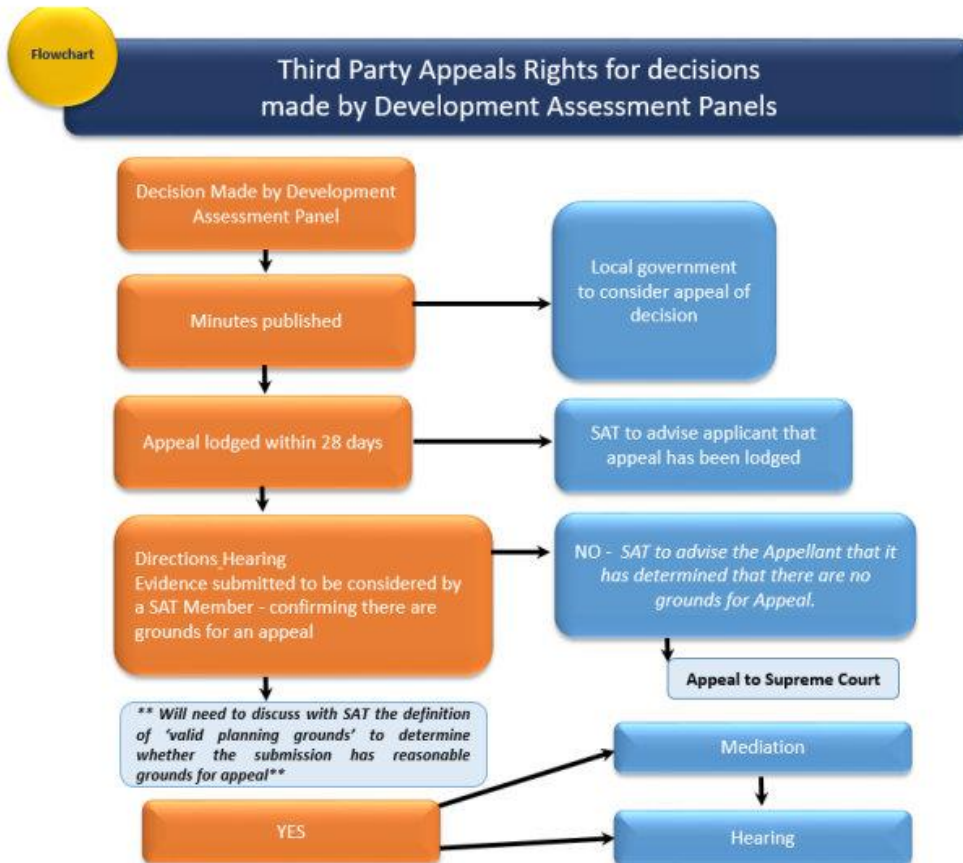 Flowchart
Third Party Appeals Rights for decisions
made by Development Assessment Panels
Decision Made by Development
Assessment Panel
Minutes published
Local government
to consider appeal of
decision
Appeal lodged within 28 days
SAT to advise applicant that
appeal has been lodged
Directions Hearing
Evidence submitted to be considered by
a SAT Member - confirming there are
grounds for an appeal
NO - SAT to advise the Appellant that it
has determined that there are no
grounds for Appeal.
Appeal to Supreme Court
** Will need to discuss with SAT the definition
of ‘valid planning grounds’ to determine
whether the submission has reasonable
grounds for appeal**
YES
Mediation
Hearing